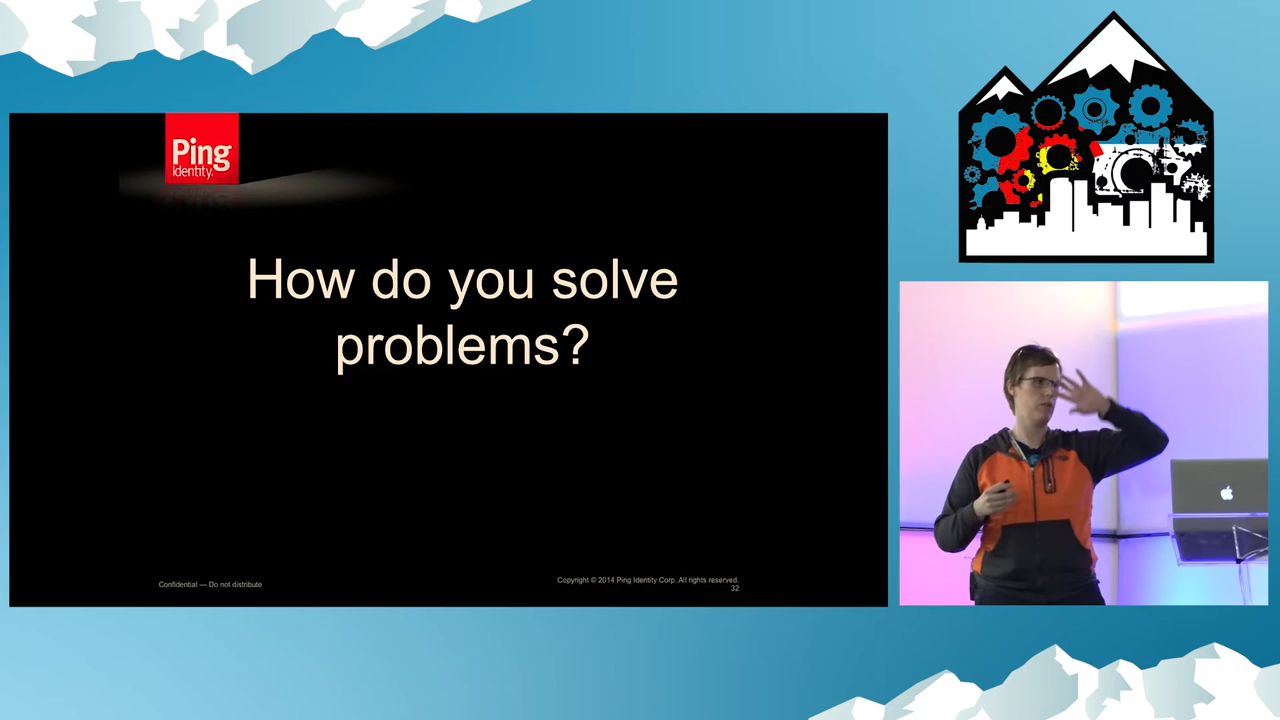 Ping
Identity.
How do you solve
problems?
Confidential — Do not distribute
Copyright © 2014 Ping Identity Corp. All rights reserved.
32